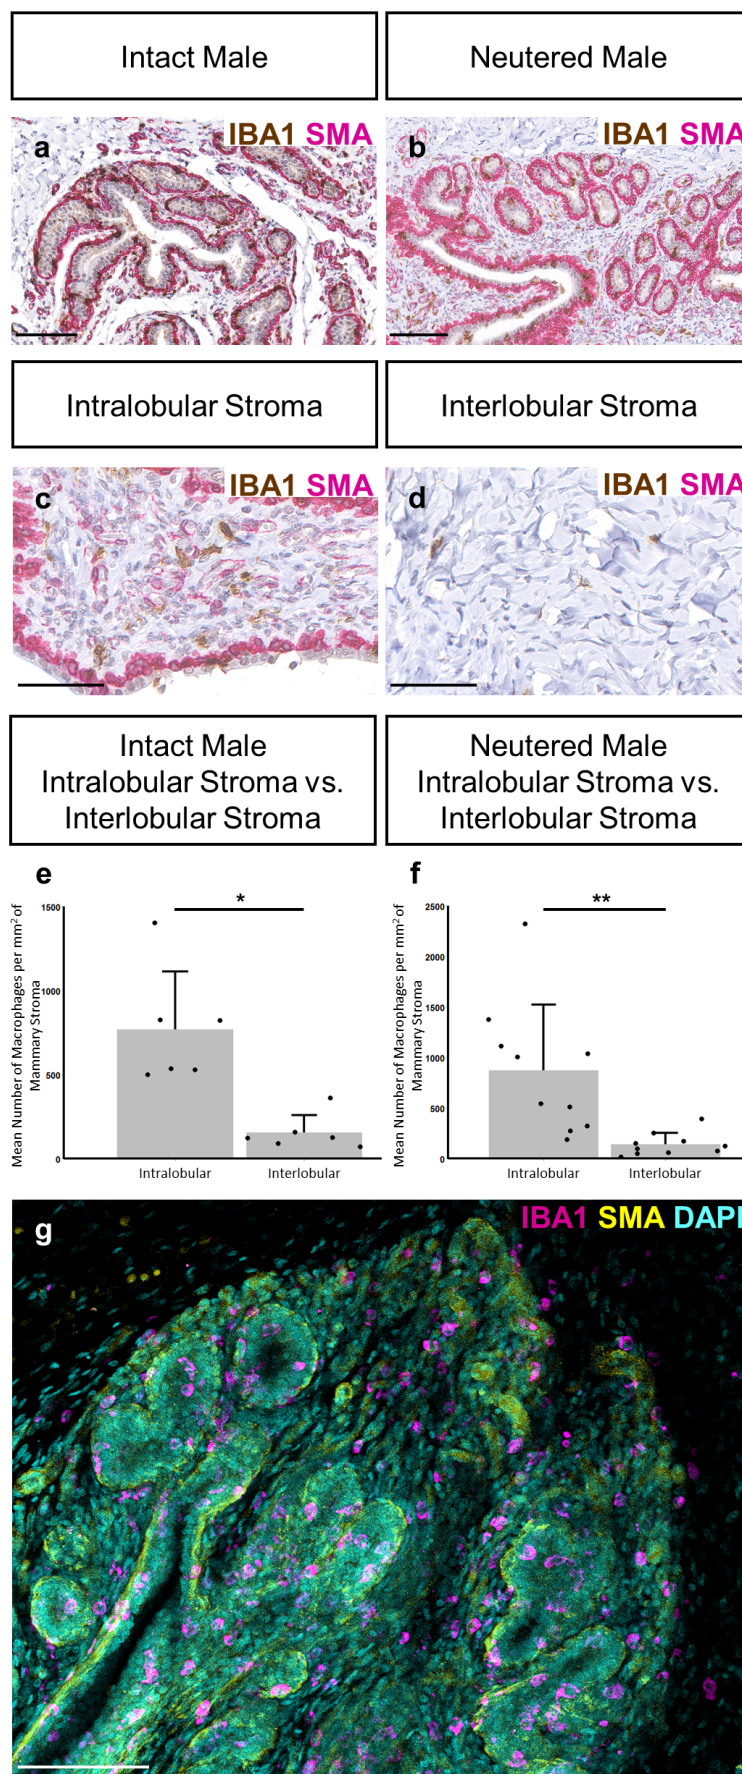 Intact Male
Neutered Male
a
IBA1 SMA
b
IBA1 SMA
Intralobular Stroma
Interlobular Stroma
c
IBA1 SMA
d
IBA1 SMA
Intact Male
Intralobular Stroma vs.
Interlobular Stroma
Neutered Male
Intralobular Stroma vs.
Interlobular Stroma
e
Mean Number of Macrophages per mm² of
Mammary Stroma
1500
1000
500
0
*
Intralobular
Interlobular
f
Mean Number of Macrophages per mm² of
Mammary Stroma
2500
2000
1500
1000
500
0
**
Intralobular
Interlobular
g
IBA1 SMA DAPI